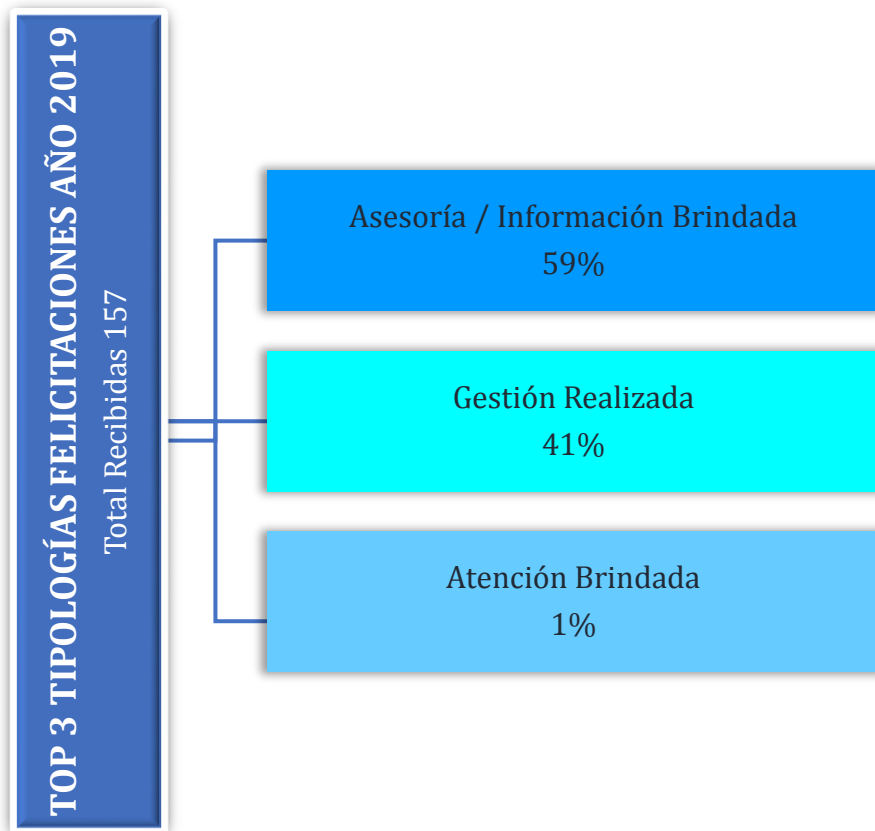 TOP 3 TIPOLOGÍAS FELICITACIONES AÑO 2019
Total Recibidas 157
Asesoría / Información Brindada
59%
Gestión Realizada
41%
Atención Brindada
1%